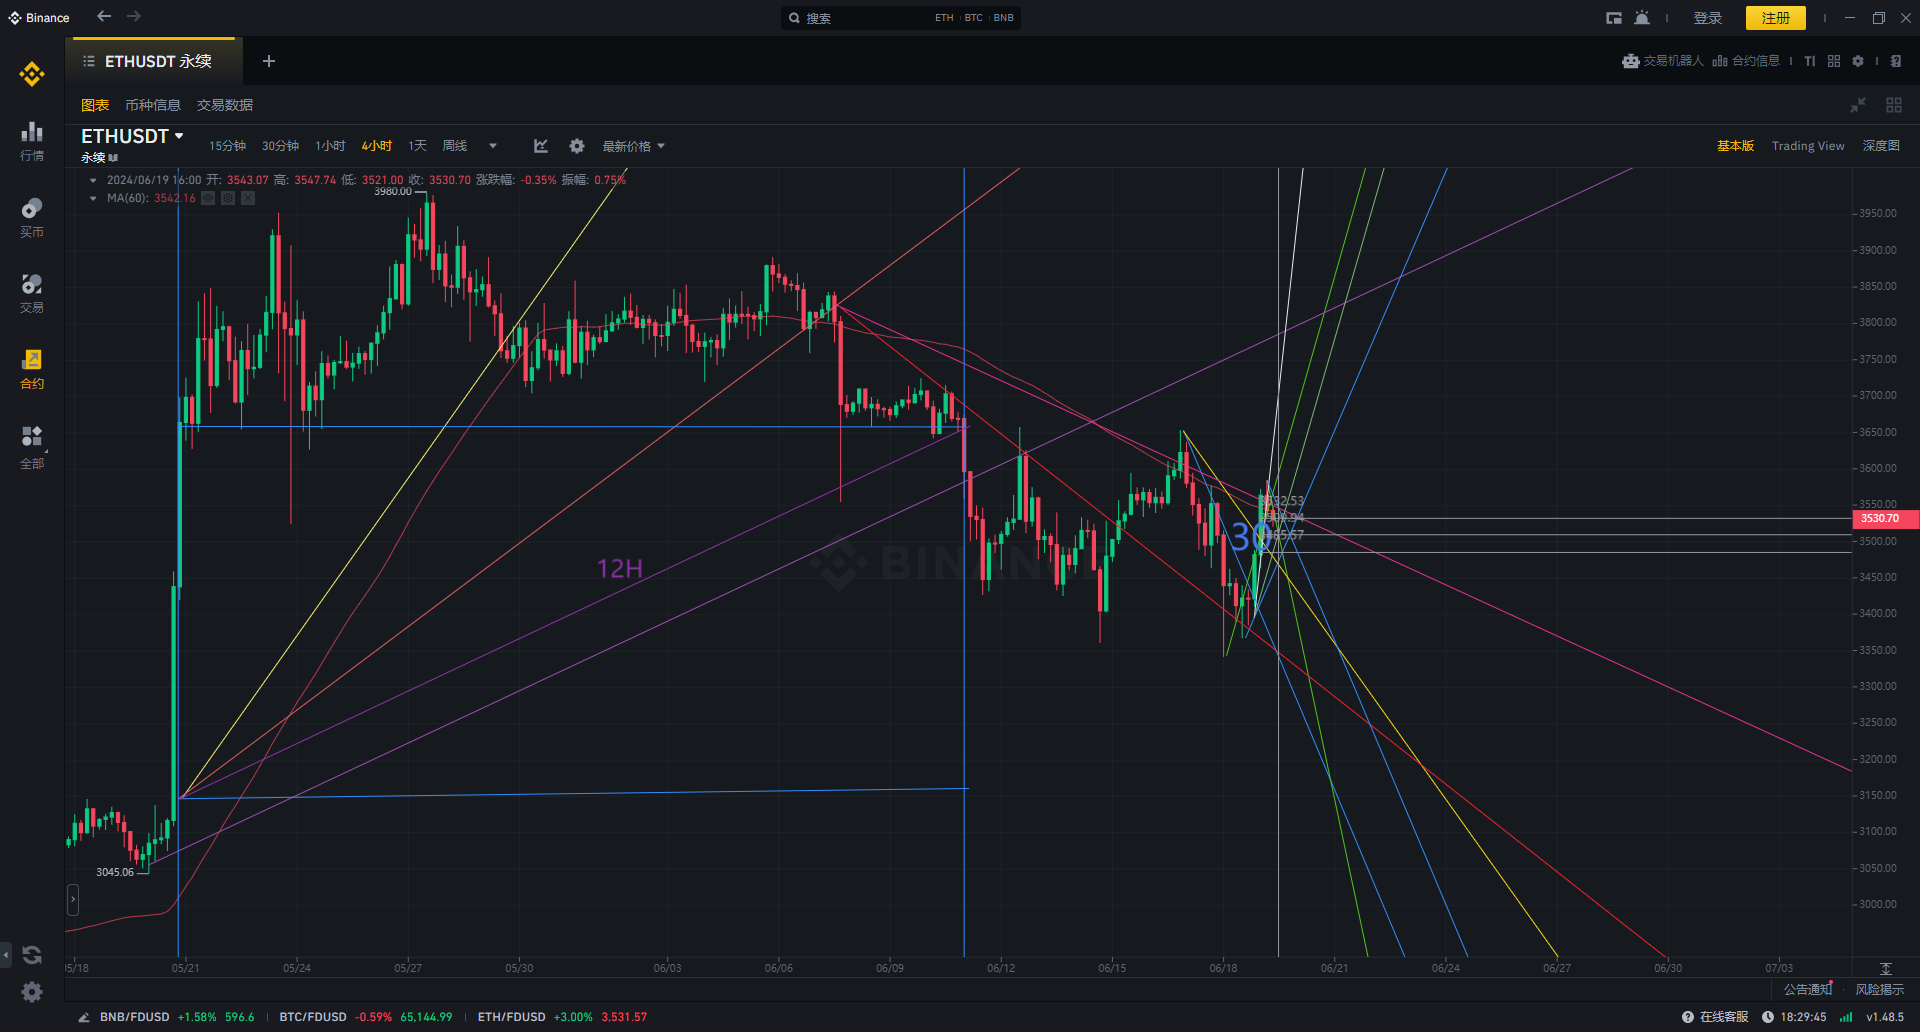 Binance
搜索
ETH BTC BNB
登录
注册
ETHUSDT 永续
交易机器人
合约信息
行情
买币
交易
合约
全部
图表 币种信息 交易数据
ETHUSDT
永续
15分钟 30分钟 1小时 4小时 1天 周线
最新价格
基本版 Trading View 深度图
2024/06/19 16:00 开: 3543.07 高: 3547.74 低: 3521.00 收: 3530.70 涨跌幅: -0.35% 振幅: 0.75%
MA(60): 3542.16
3980.00
3045.06
12H
30
BINANCE
3950.00
3900.00
3850.00
3800.00
3750.00
3700.00
3650.00
3600.00
3550.00
3530.70
3500.00
3450.00
3400.00
3350.00
3300.00
3250.00
3200.00
3150.00
3100.00
3050.00
3000.00
05/21 05/24 05/27 05/30 06/03 06/06 06/09 06/12 06/15 06/18 06/21 06/24 06/27 06/30 07/03
公告通知 风险揭示
BNB/FDUSD +1.58% 596.6
BTC/FDUSD -0.59% 65,144.99
ETH/FDUSD +3.00% 3,531.57
在线客服
18:29:45
v1.48.5